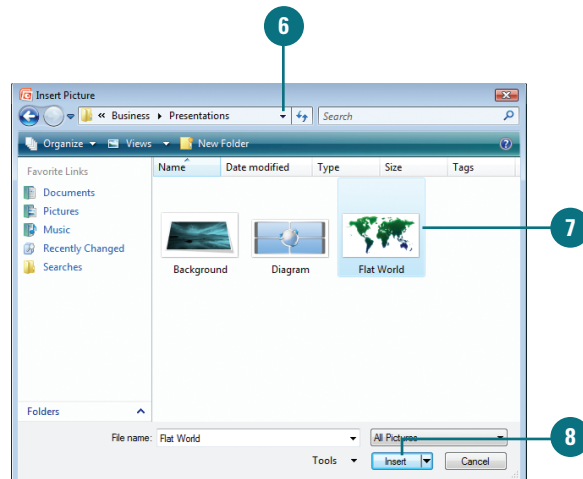 6
Insert Picture
« Business Presentations Search
Organize Views New Folder
Favorite Links
Name Date modified Type Size Tags
Documents
Pictures
Music
Recently Changed
Searches
Background Diagram Flat World
7
Folders
File name: Flat World All Pictures
8
Tools Insert Cancel